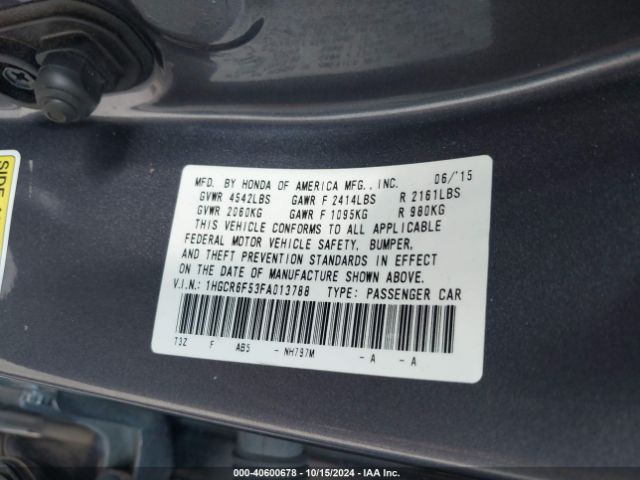 MFD. BY HONDA OF AMERICA MFG., INC. 06/'15
GVWR 4542LBS GAWR F 2414LBS R 2161LBS
GVWR 2060KG GAWR F 1095KG R 980KG
THIS VEHICLE CONFORMS TO ALL APPLICABLE
FEDERAL MOTOR VEHICLE SAFETY, BUMPER,
AND THEFT PREVENTION STANDARDS IN EFFECT
ON THE DATE OF MANUFACTURE SHOWN ABOVE.
V.I.N.: 1HGCR6F53FA013788 TYPE: PASSENGER CAR
T3Z F AB5 - NH797M - A - A
SIDE
000-40600678 - 10/15/2024 - IAA Inc.